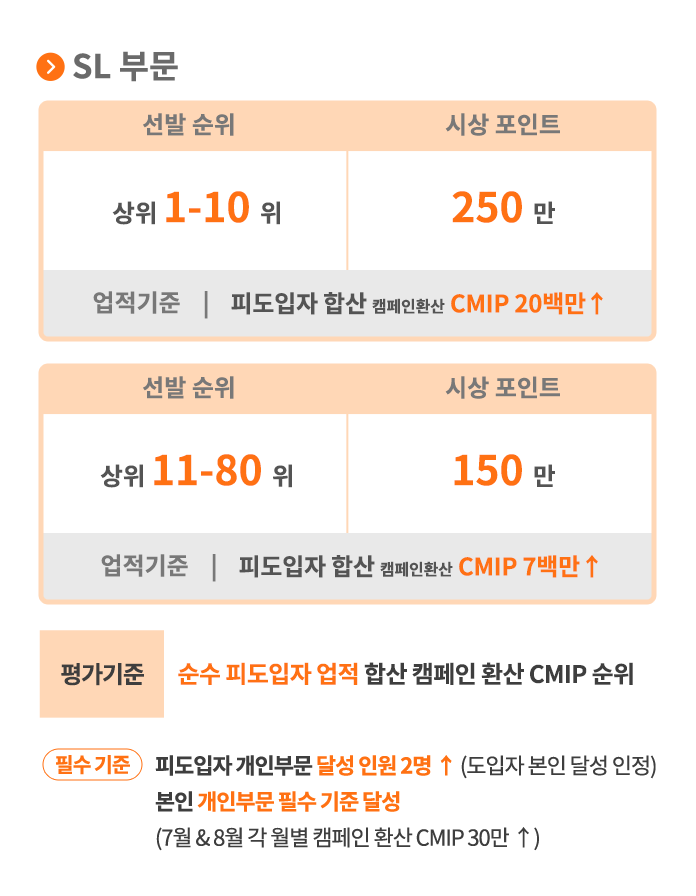 SL 부문
선발 순위 시상 포인트
상위 1-10 위 250 만
업적기준 | 피도입자 합산 캠페인환산 CMIP 20백만↑
선발 순위 시상 포인트
상위 11-80 위 150 만
업적기준 | 피도입자 합산 캠페인환산 CMIP 7백만↑
평가기준 순수 피도입자 업적 합산 캠페인 환산 CMIP 순위
필수 기준 피도입자 개인부문 달성 인원 2명 ↑ (도입자 본인 달성 인정)
본인 개인부문 필수 기준 달성
(7월 & 8월 각 월별 캠페인 환산 CMIP 30만 ↑)